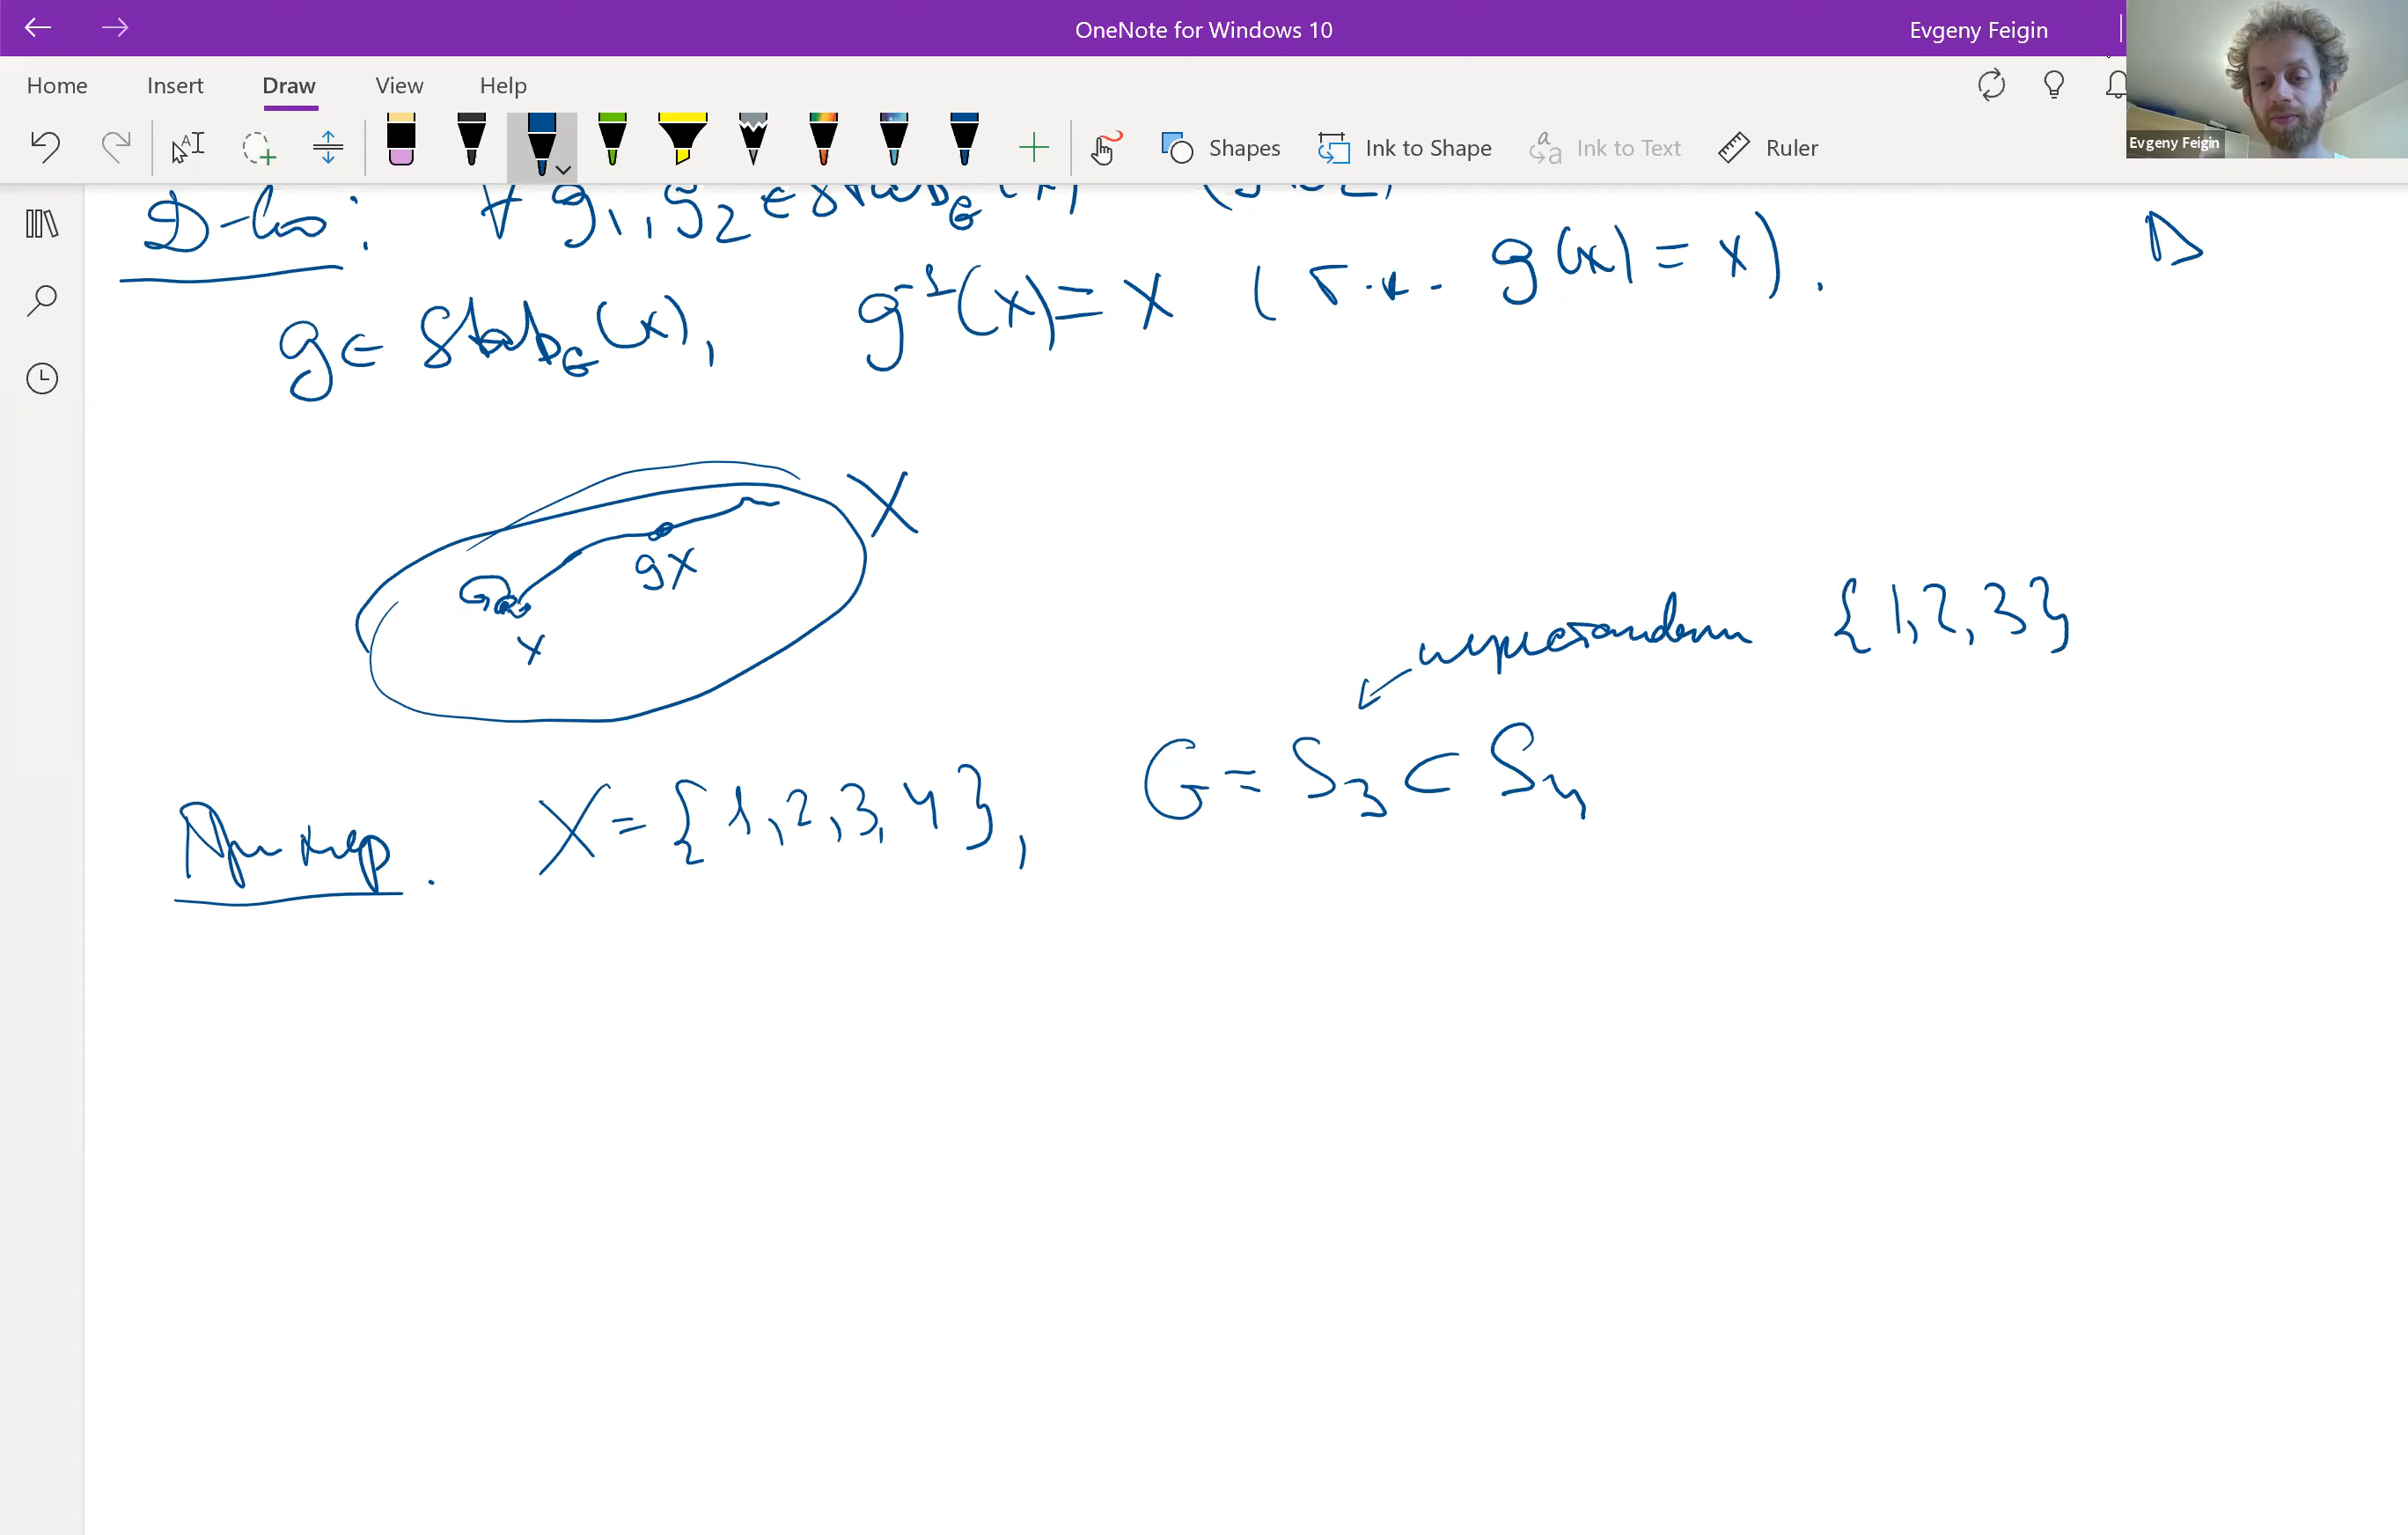 OneNote for Windows 10
Evgeny Feigin
Home Insert Draw View Help
Shapes Ink to Shape Ink to Text Ruler
Evgeny Feigin
Д-во: ∀ g₁, g₂ ∈ Stab_G(x)
g ∈ Stab_G(x), g⁻¹(x) = x (т.к. g(x) = x).
X
gx
x
перестановки {1, 2, 3}
Пример. X = {1, 2, 3, 4}, G = S₃ ⊂ S₄